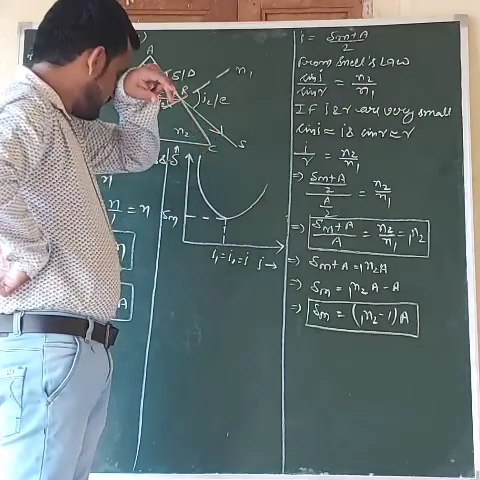 A
δ/D
n₁
i₂/e
n₂
C
S
δ
δm
i₁=i₂=i
i→
n₁ = n
A
i = δm+A / 2
From Snell's Law
sin i / sin r = n₂ / n₁
If i & r are very small
sin i ≈ i & sin r ≈ r
i / r = n₂ / n₁
⇒ (δm+A / 2) / (A / 2) = n₂ / n₁
⇒ δm+A / A = n₂ / n₁ = ₁n₂
⇒ δm+A = ₁n₂A
⇒ δm = ₁n₂A - A
⇒ δm = (₁n₂-1)A